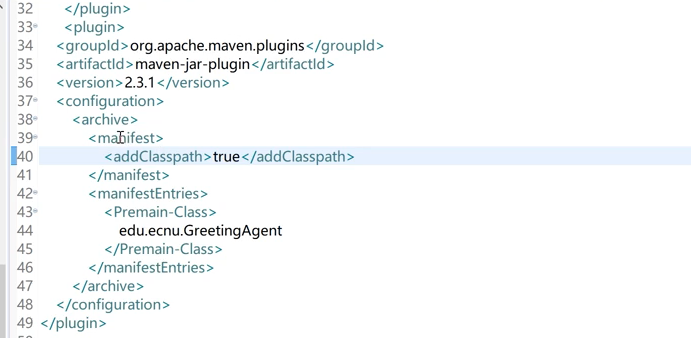 32 </plugin>
33 <plugin>
34 <groupId>org.apache.maven.plugins</groupId>
35 <artifactId>maven-jar-plugin</artifactId>
36 <version>2.3.1</version>
37 <configuration>
38 <archive>
39 <manifest>
40 <addClasspath>true</addClasspath>
41 </manifest>
42 <manifestEntries>
43 <Premain-Class>
44 edu.ecnu.GreetingAgent
45 </Premain-Class>
46 </manifestEntries>
47 </archive>
48 </configuration>
49 </plugin>